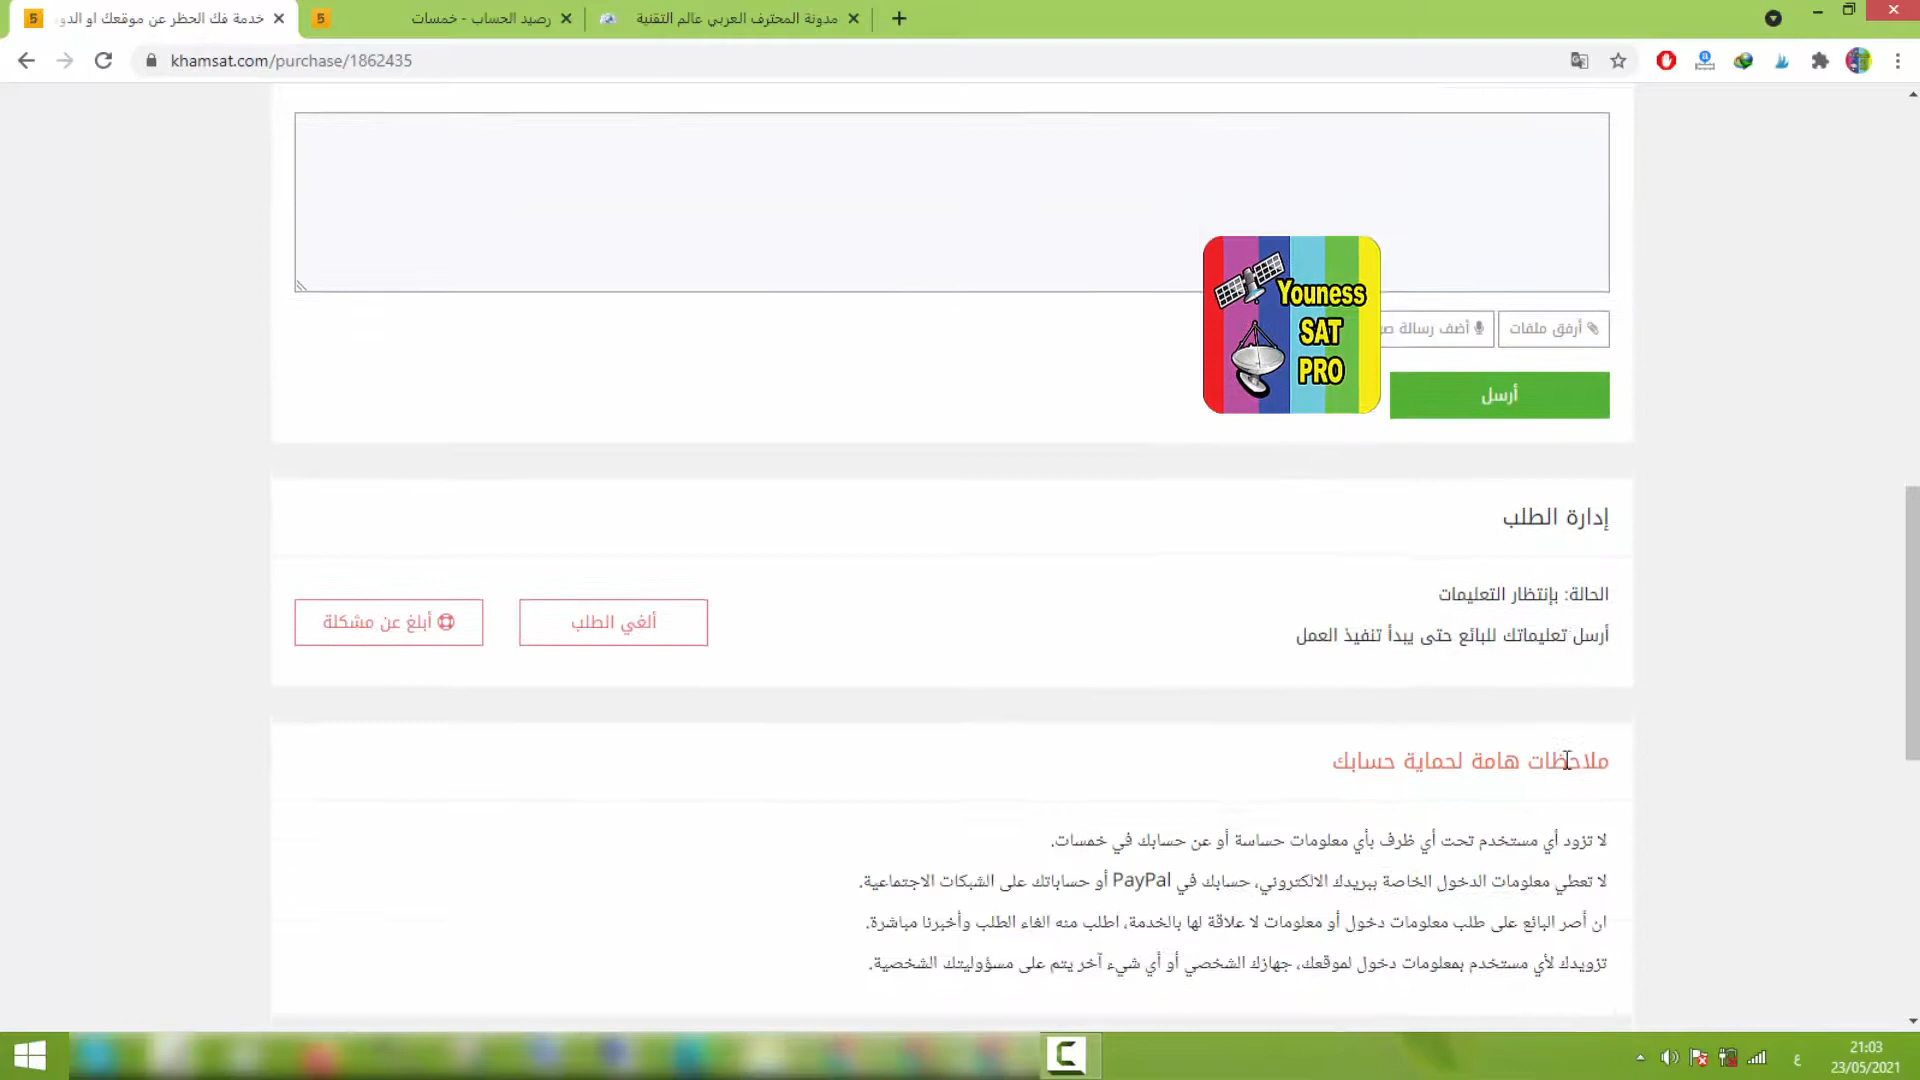 خدمة فك الحظر عن موقعك او الدو
رصيد الحساب - خمسات
مدونة المحترف العربي عالم التقنية
khamsat.com/purchase/1862435
Youness
SAT
PRO
أرفق ملفات
أضف رسالة ص
أرسل
إدارة الطلب
الحالة: بإنتظار التعليمات
أرسل تعليماتك للبائع حتى يبدأ تنفيذ العمل
ألغي الطلب
أبلغ عن مشكلة
ملاحظات هامة لحماية حسابك
لا تزود أي مستخدم تحت أي ظرف بأي معلومات حساسة أو عن حسابك في خمسات.
لا تعطي معلومات الدخول الخاصة ببريدك الالكتروني، حسابك في PayPal أو حساباتك على الشبكات الاجتماعية.
ان أصر البائع على طلب معلومات دخول أو معلومات لا علاقة لها بالخدمة، اطلب منه الغاء الطلب وأخبرنا مباشرة.
تزويدك لأي مستخدم بمعلومات دخول لموقعك، جهازك الشخصي أو أي شيء آخر يتم على مسؤوليتك الشخصية.
ع
21:03
23/05/2021